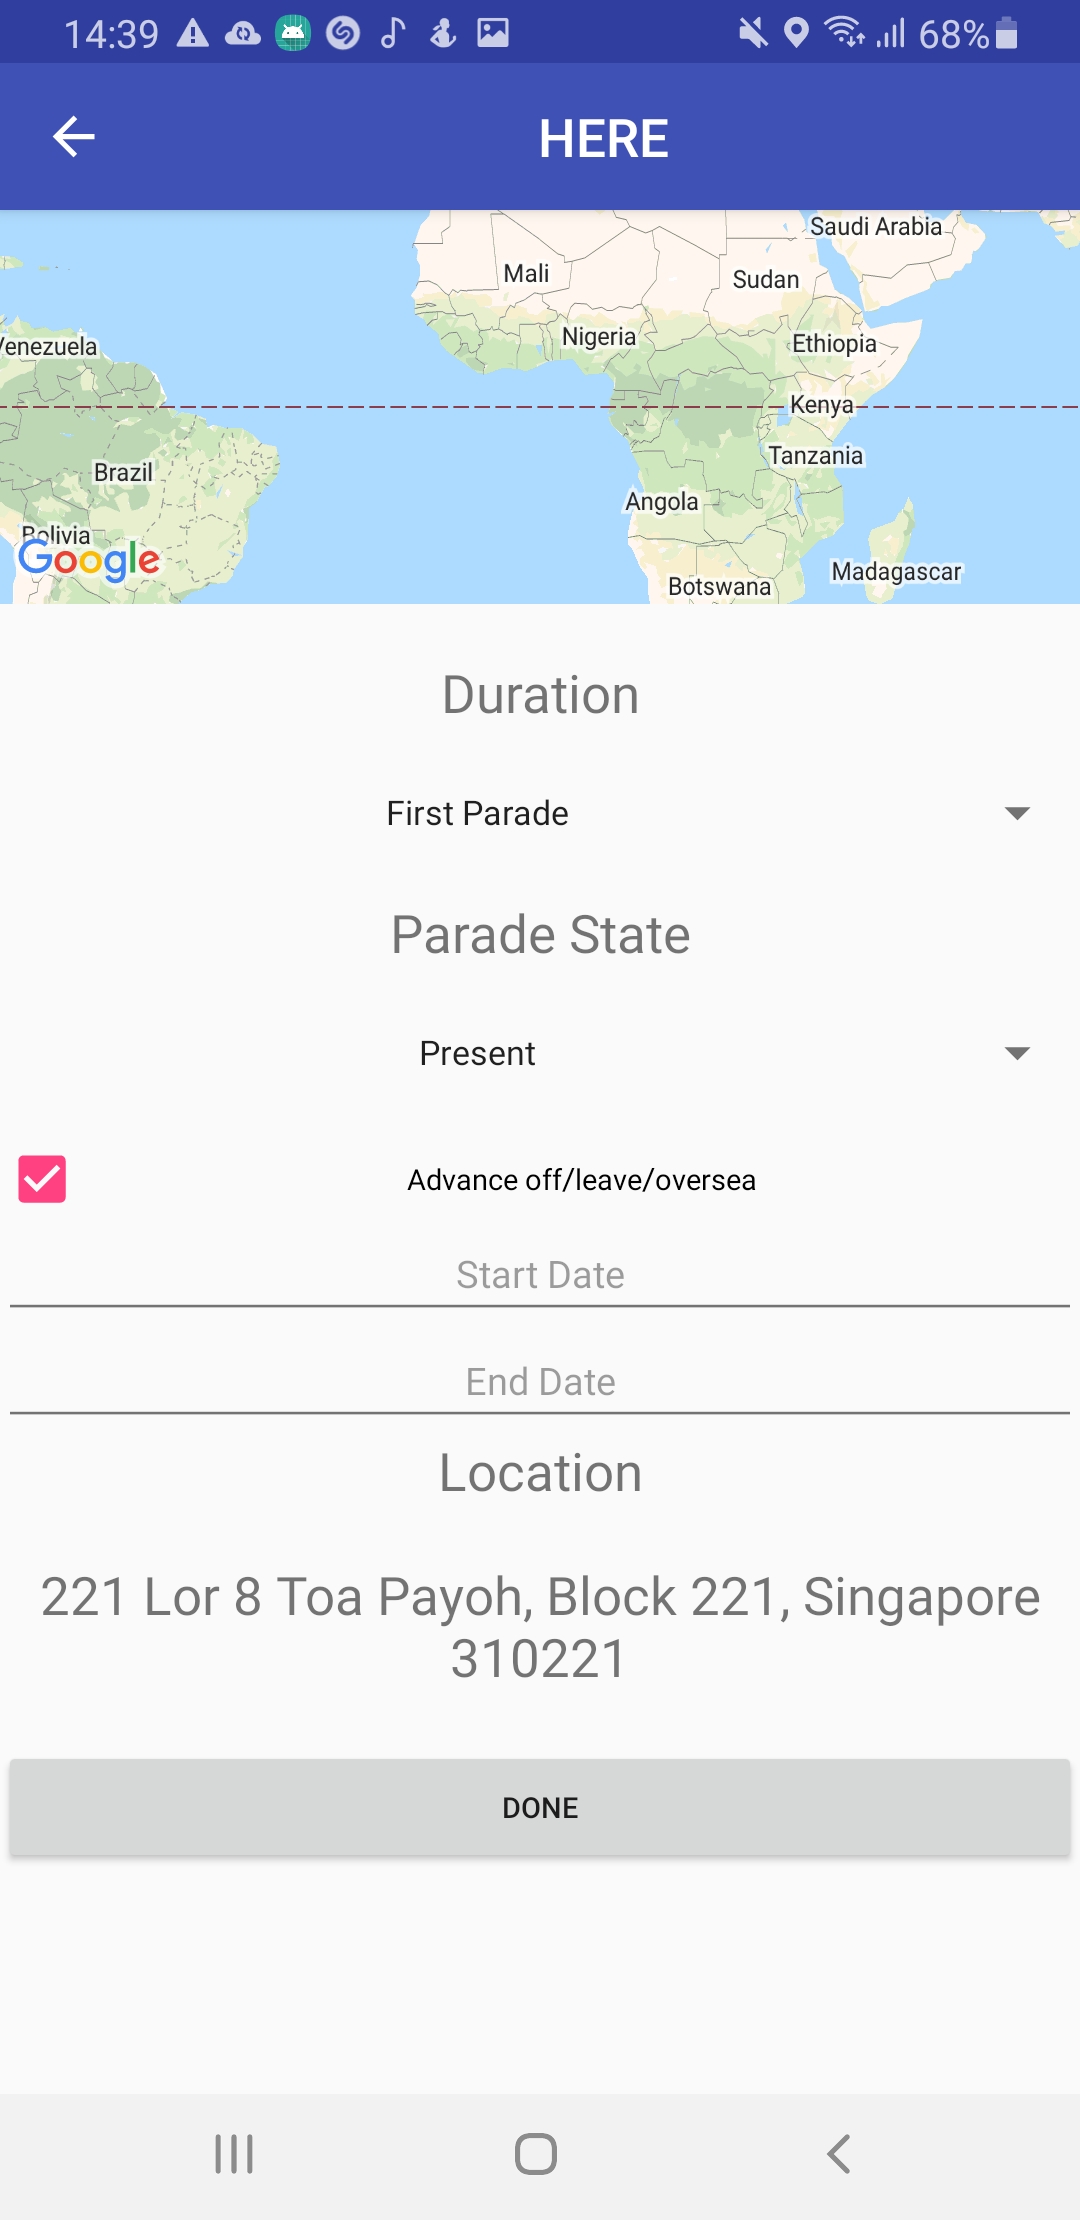 14:39 68%
HERE
Saudi Arabia
Mali
Sudan
Nigeria
Ethiopia
Venezuela
Kenya
Tanzania
Brazil
Angola
Bolivia
Google
Madagascar
Botswana
Duration
First Parade
Parade State
Present
Advance off/leave/oversea
Start Date
End Date
Location
221 Lor 8 Toa Payoh, Block 221, Singapore
310221
DONE